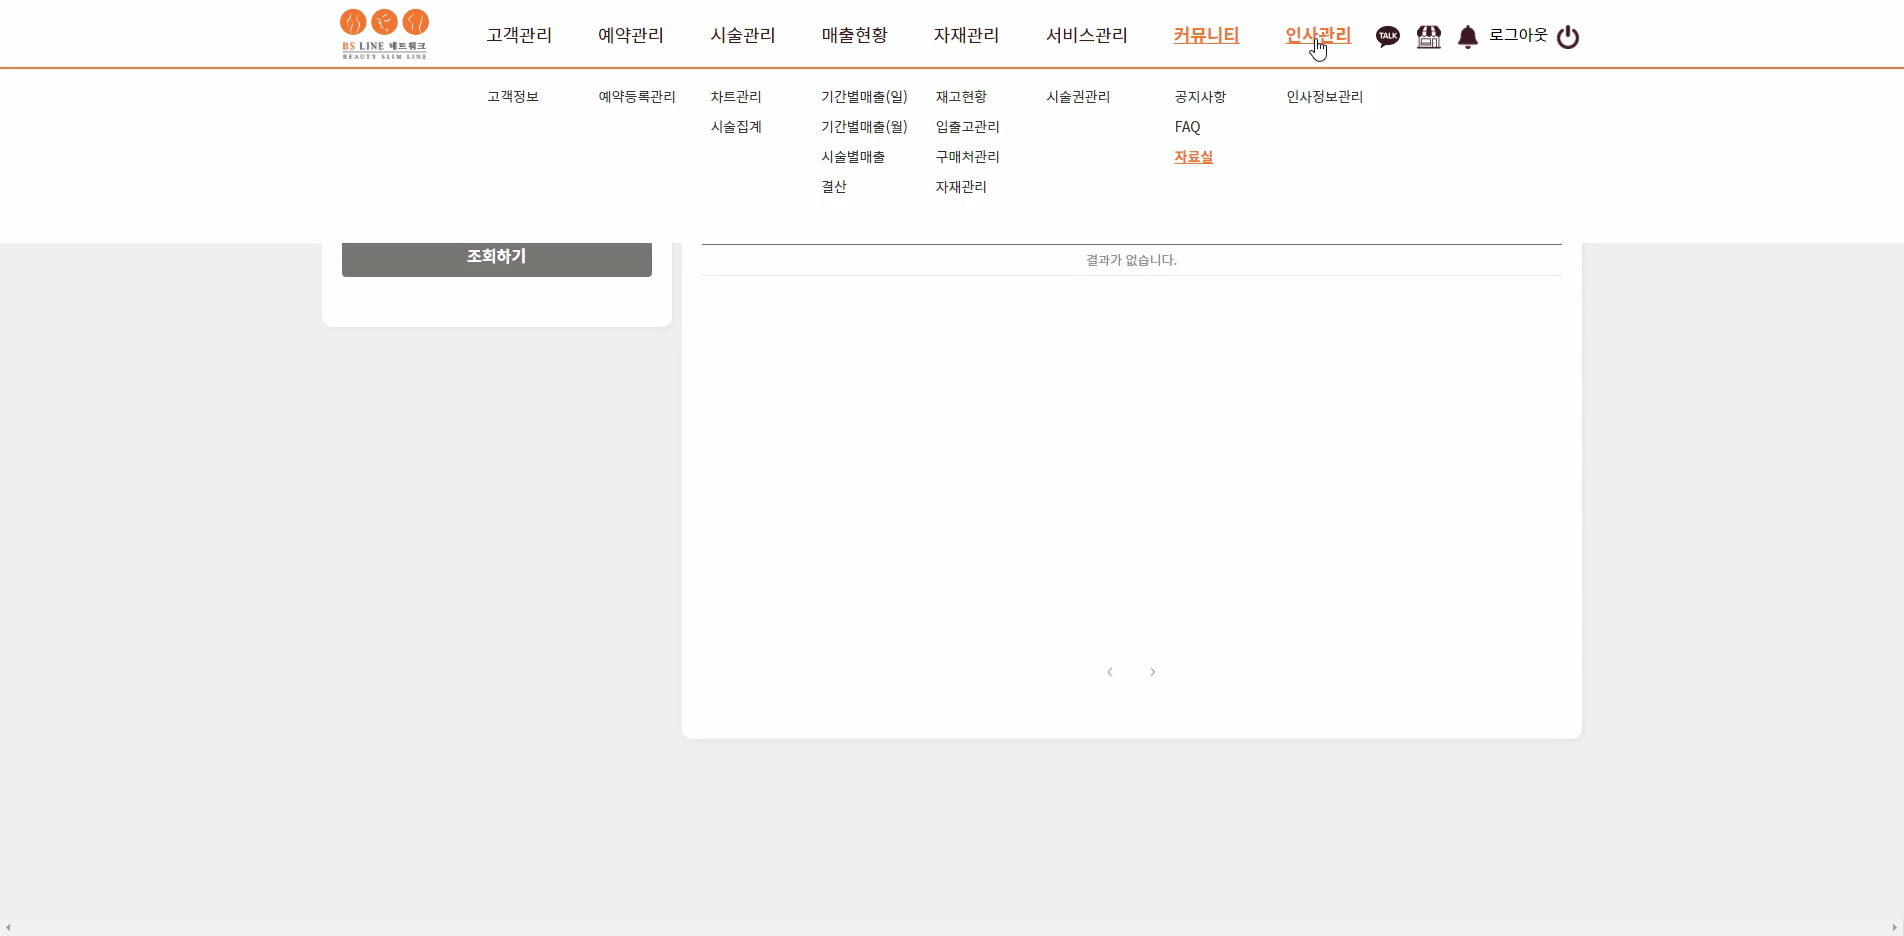 BS LINE 네트워크
BEAUTY SLIM LINE
고객관리 예약관리 시술관리 매출현황 자재관리 서비스관리 커뮤니티 인사관리 TALK 로그아웃
고객정보 예약등록관리 차트관리 기간별매출(일) 재고현황 시술권관리 공지사항 인사정보관리
시술집계 기간별매출(월) 입출고관리 FAQ
시술별매출 구매처관리 자료실
결산 자재관리
조회하기
결과가 없습니다.